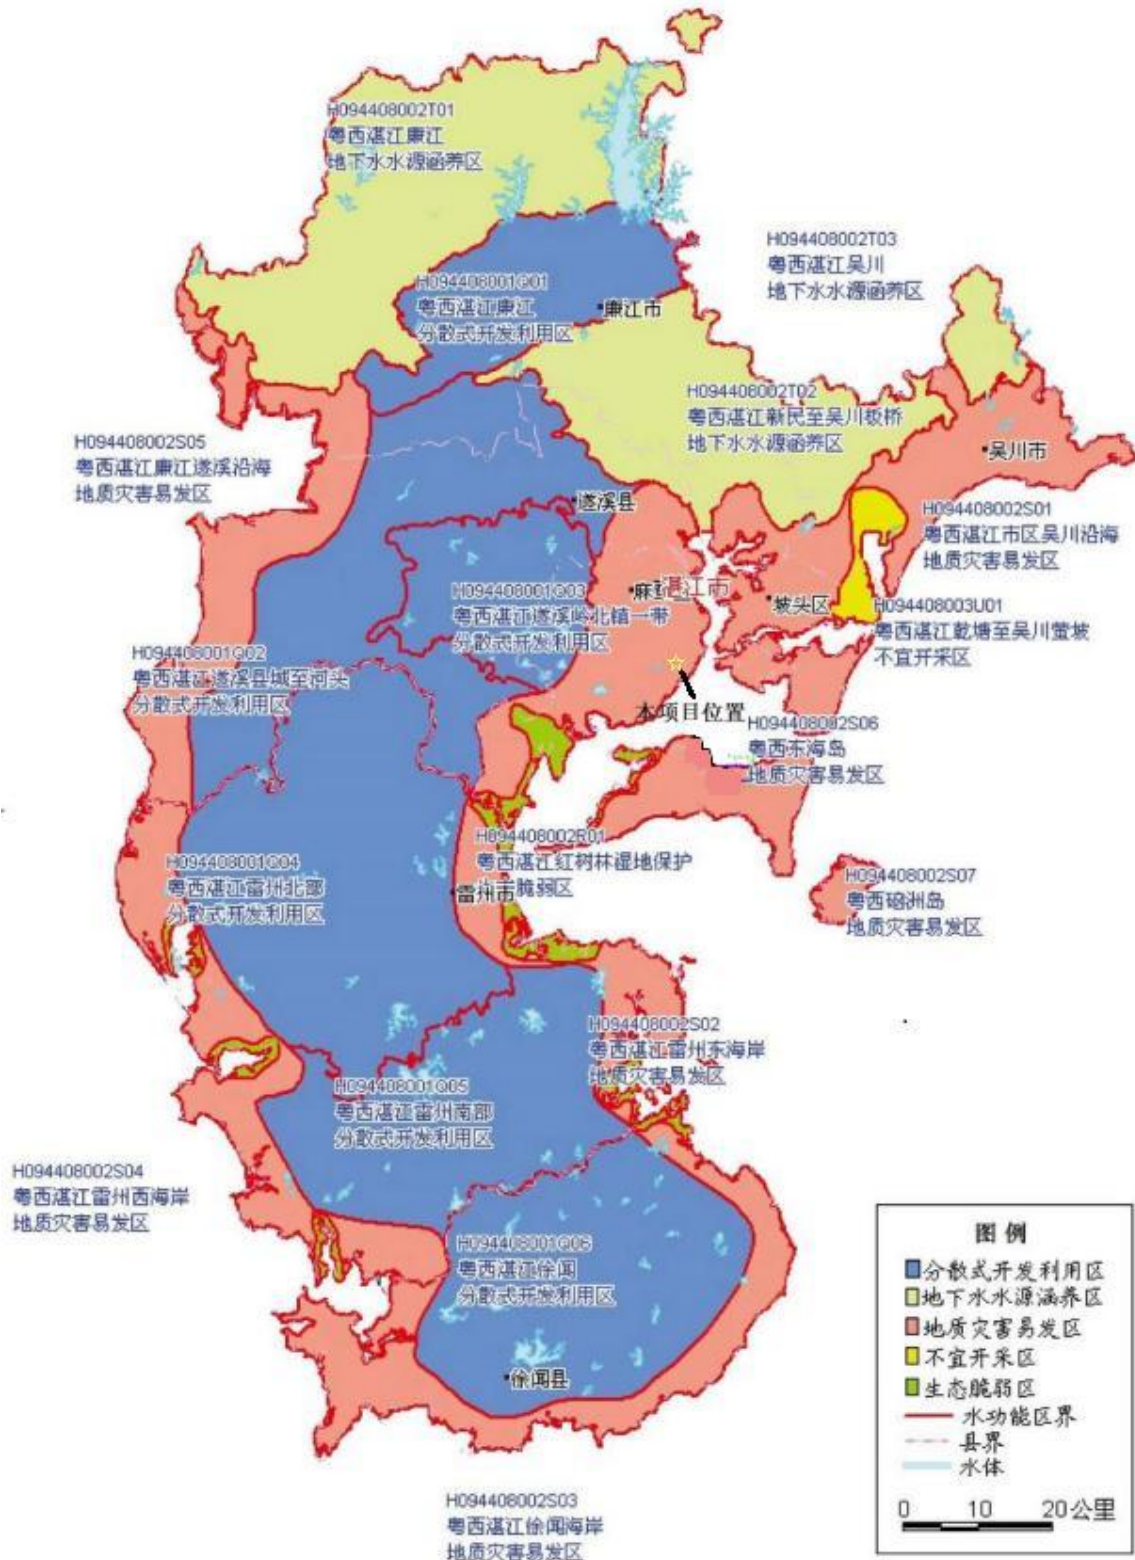 H094408002T01
粤西湛江廉江
地下水水源涵养区
H094408002T03
粤西湛江吴川
地下水水源涵养区
H094408001Q01
粤西湛江廉江
分散式开发利用区
廉江市
H094408002T02
粤西湛江新民至吴川板桥
地下水水源涵养区
H094408002S05
粤西湛江廉江遂溪沿海
地质灾害易发区
吴川市
遂溪县
H094408002S01
粤西湛江市区吴川沿海
地质灾害易发区
H094408001Q03
粤西湛江遂溪岭北镇一带
分散式开发利用区
湛江市
坡头区
H094408003U01
粤西湛江乾塘至吴川莹坡
不宜开采区
H094408001Q02
粤西湛江遂溪县城至河头
分散式开发利用区
本项目位置
H094408002S06
粤西东海岛
地质灾害易发区
H094408002R01
粤西湛江红树林湿地保护
脆弱区
H094408001Q04
粤西湛江雷州北部
分散式开发利用区
雷州市
H094408002S07
粤西硇洲岛
地质灾害易发区
H094408002S02
粤西湛江雷州东海岸
地质灾害易发区
H094408001Q05
粤西湛江雷州南部
分散式开发利用区
H094408002S04
粤西湛江雷州西海岸
地质灾害易发区
H094408001Q06
粤西湛江徐闻
分散式开发利用区
徐闻县
H094408002S03
粤西湛江徐闻海岸
地质灾害易发区
图例
分散式开发利用区
地下水水源涵养区
地质灾害易发区
不宜开采区
生态脆弱区
水功能区界
县界
水体
0 10 20公里